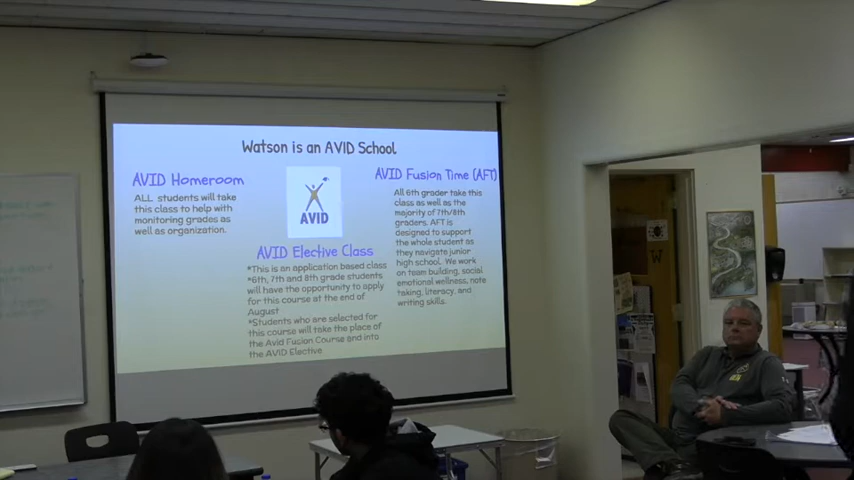 Watson is an AVID School
AVID Homeroom
ALL students will take
this class to help with
monitoring grades as
well as organization.
AVID
AVID Elective Class
*This is an application based class
*6th, 7th and 8th grade students
will have the opportunity to apply
for this course at the end of
August
*Students who are selected for
this course will take the place of
the Avid Fusion Course and into
the AVID Elective
AVID Fusion Time (AFT)
All 6th grader take this
class as well as the
majority of 7th/8th
graders. AFT is
designed to support
the whole student as
they navigate junior
high school. We work
on team building, social
emotional wellness, note
taking, literacy, and
writing skills.